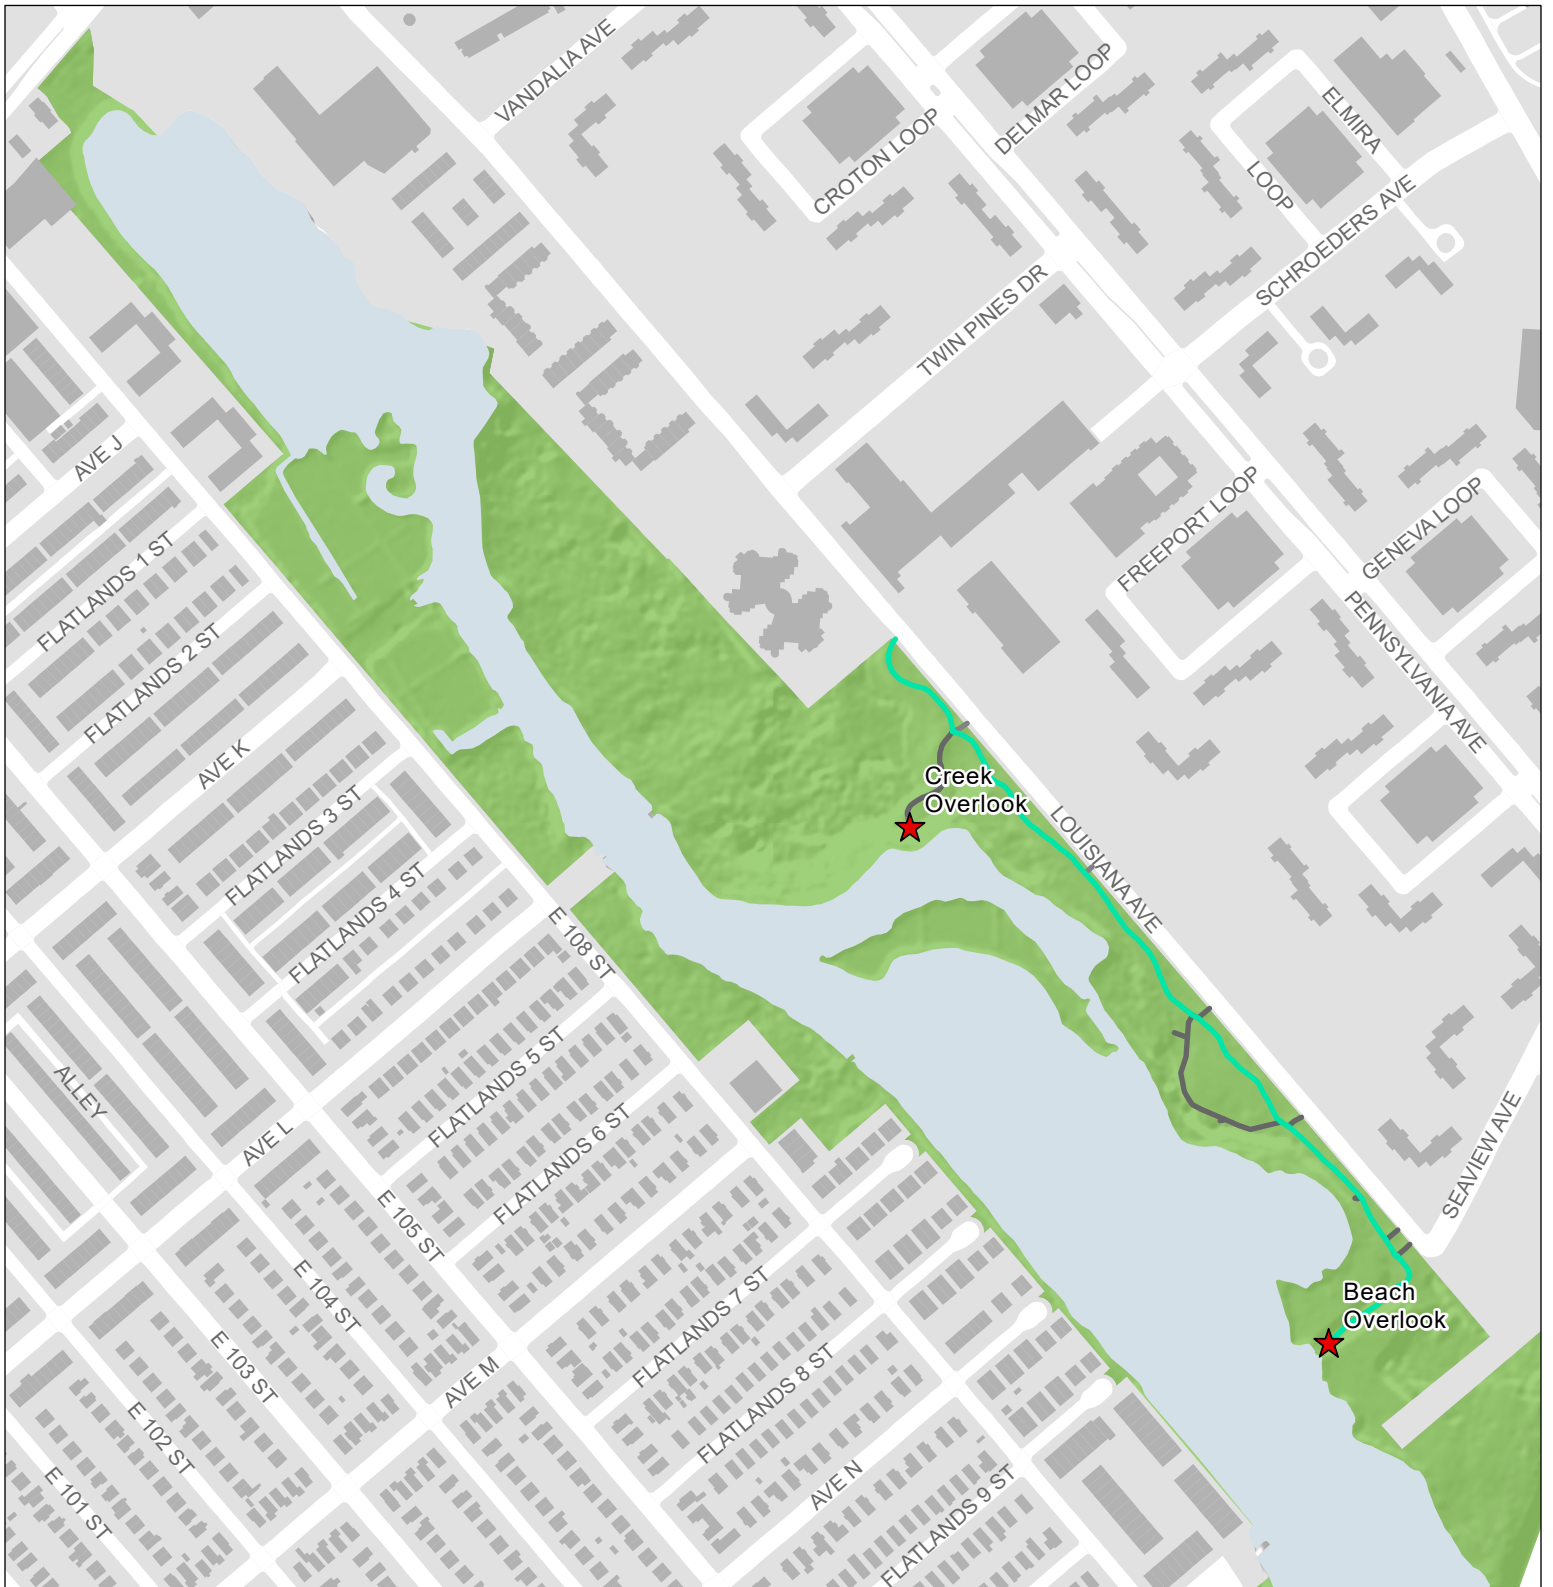 VANDALIA AVE
DELMAR LOOP
CROTON LOOP
ELMIRA
LOOP
SCHROEDERS AVE
TWIN PINES DR
AVE J
FREEPORT LOOP
GENEVA LOOP
FLATLANDS 1 ST
FLATLANDS 2 ST
PENNSYLVANIA AVE
AVE K
Creek
Overlook
FLATLANDS 3 ST
LOUISIANA AVE
FLATLANDS 4 ST
E 108 ST
FLATLANDS 5 ST
ALLEY
FLATLANDS 6 ST
AVE L
SEAVIEW AVE
E 105 ST
E 104 ST
Beach
Overlook
FLATLANDS 7 ST
E 103 ST
AVE M
FLATLANDS 8 ST
E 102 ST
AVE N
E 101 ST
FLATLANDS 9 ST